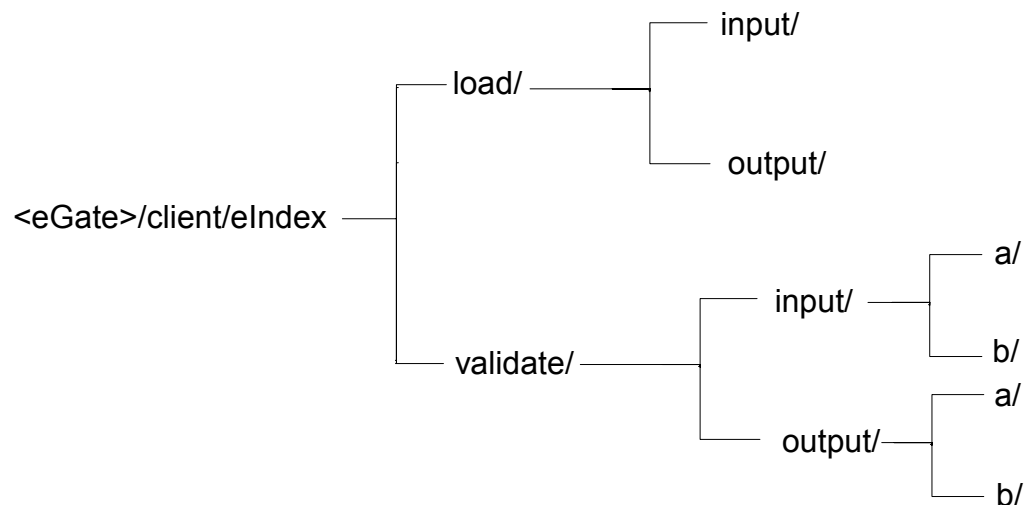 input/
load/
output/
<eGate>/client/eIndex
a/
input/
b/
validate/
a/
output/
b/